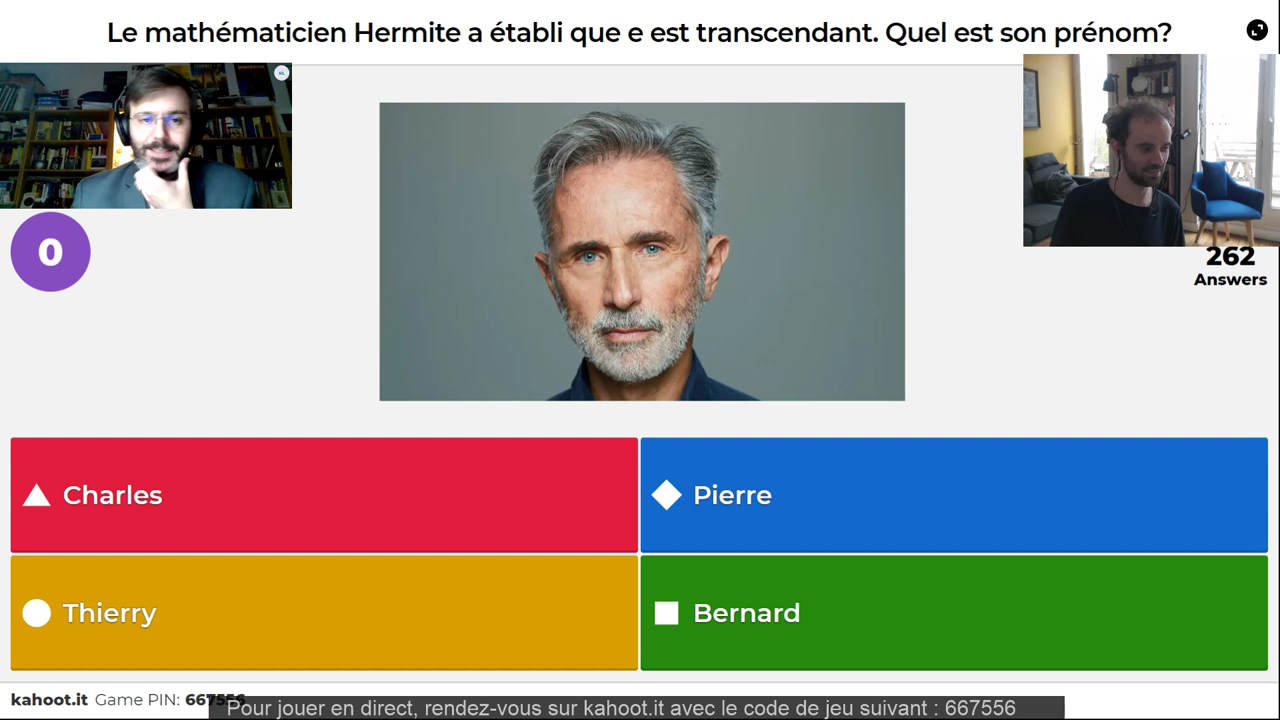 Le mathématicien Hermite a établi que e est transcendant. Quel est son prénom?
0
262
Answers
Charles
Pierre
Thierry
Bernard
kahoot.it Game PIN: 667556
Pour jouer en direct, rendez-vous sur kahoot.it avec le code de jeu suivant : 667556